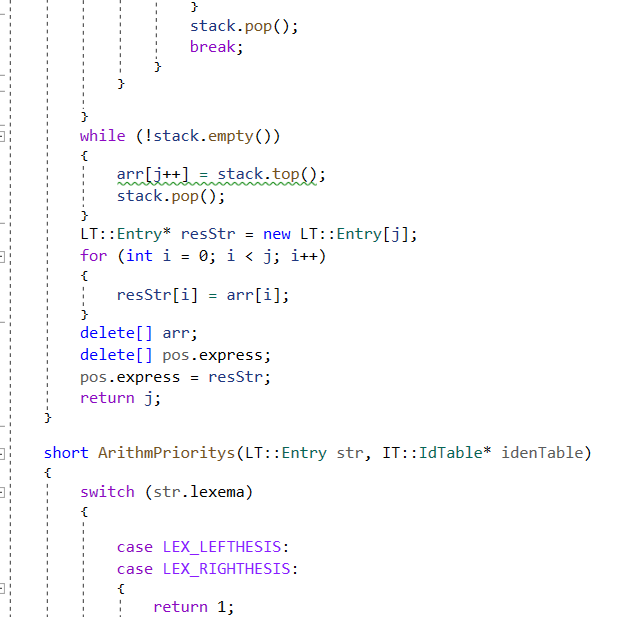 }
stack.pop();
break;
}
}
}
while (!stack.empty())
{
arr[j++] = stack.top();
stack.pop();
}
LT::Entry* resStr = new LT::Entry[j];
for (int i = 0; i < j; i++)
{
resStr[i] = arr[i];
}
delete[] arr;
delete[] pos.express;
pos.express = resStr;
return j;
}
short ArithmPrioritys(LT::Entry str, IT::IdTable* idenTable)
{
switch (str.lexema)
{
case LEX_LEFTHESIS:
case LEX_RIGHTHESIS:
{
return 1;